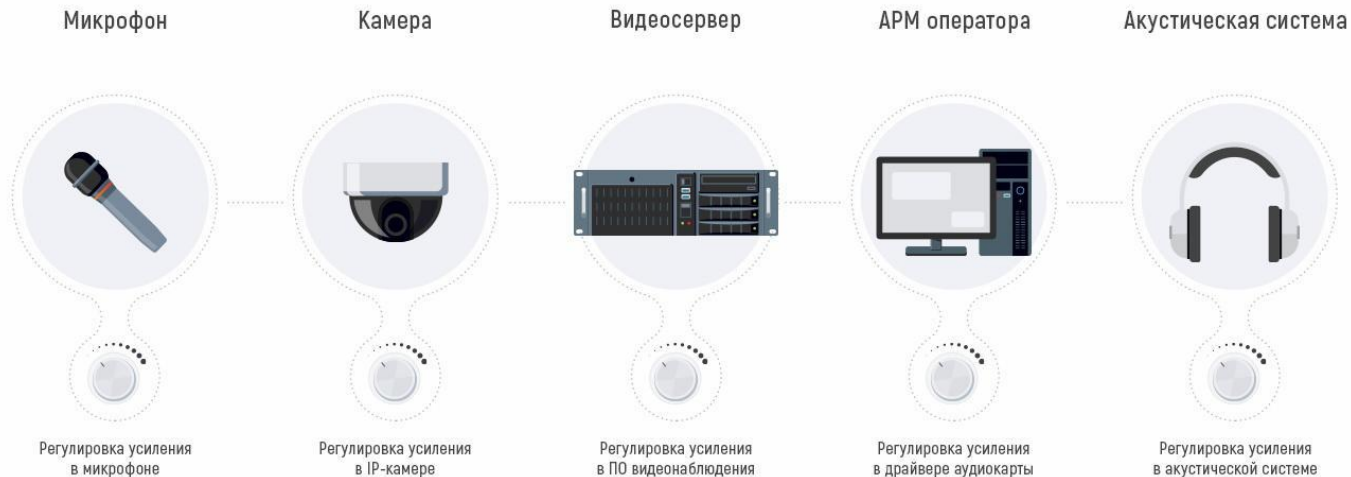 Микрофон
Камера
Видеосервер
АРМ оператора
Акустическая система
Регулировка усиления
в микрофоне
Регулировка усиления
в IP-камере
Регулировка усиления
в ПО видеонаблюдения
Регулировка усиления
в драйвере аудиокарты
Регулировка усиления
в акустической системе